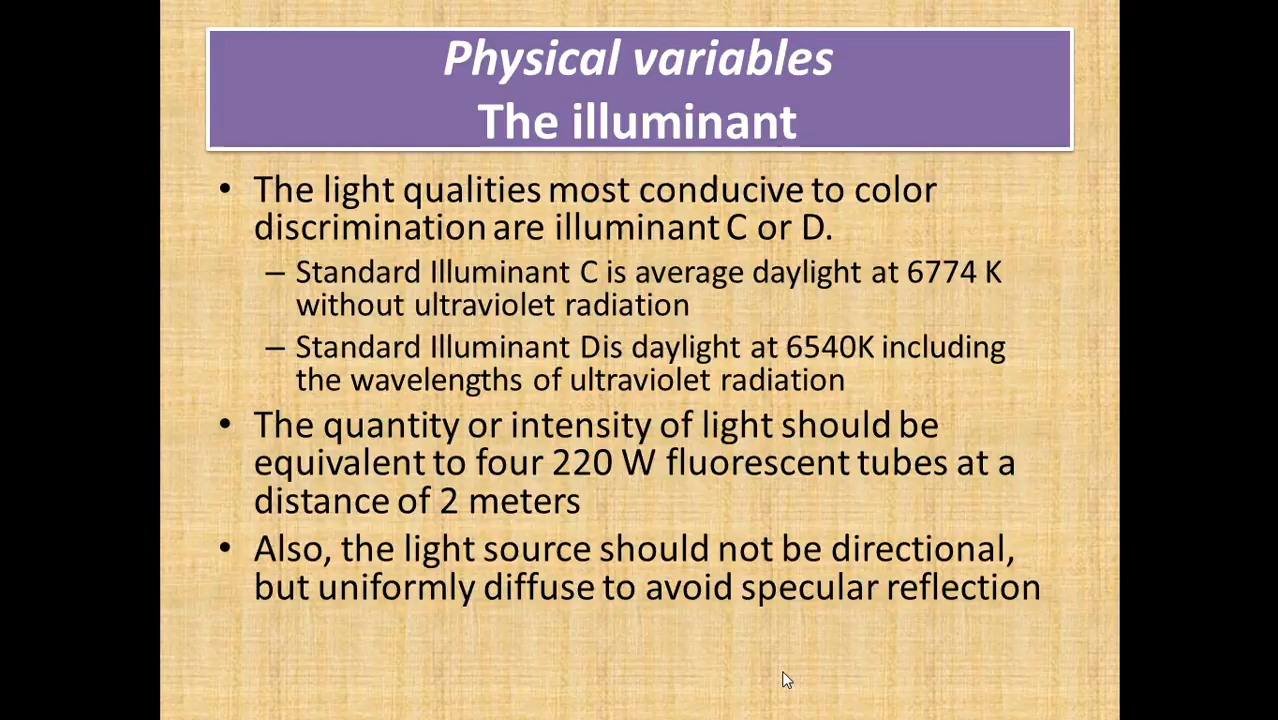 Physical variables
The illuminant
• The light qualities most conducive to color
discrimination are illuminant C or D.
– Standard Illuminant C is average daylight at 6774 K
without ultraviolet radiation
– Standard Illuminant Dis daylight at 6540K including
the wavelengths of ultraviolet radiation
• The quantity or intensity of light should be
equivalent to four 220 W fluorescent tubes at a
distance of 2 meters
• Also, the light source should not be directional,
but uniformly diffuse to avoid specular reflection